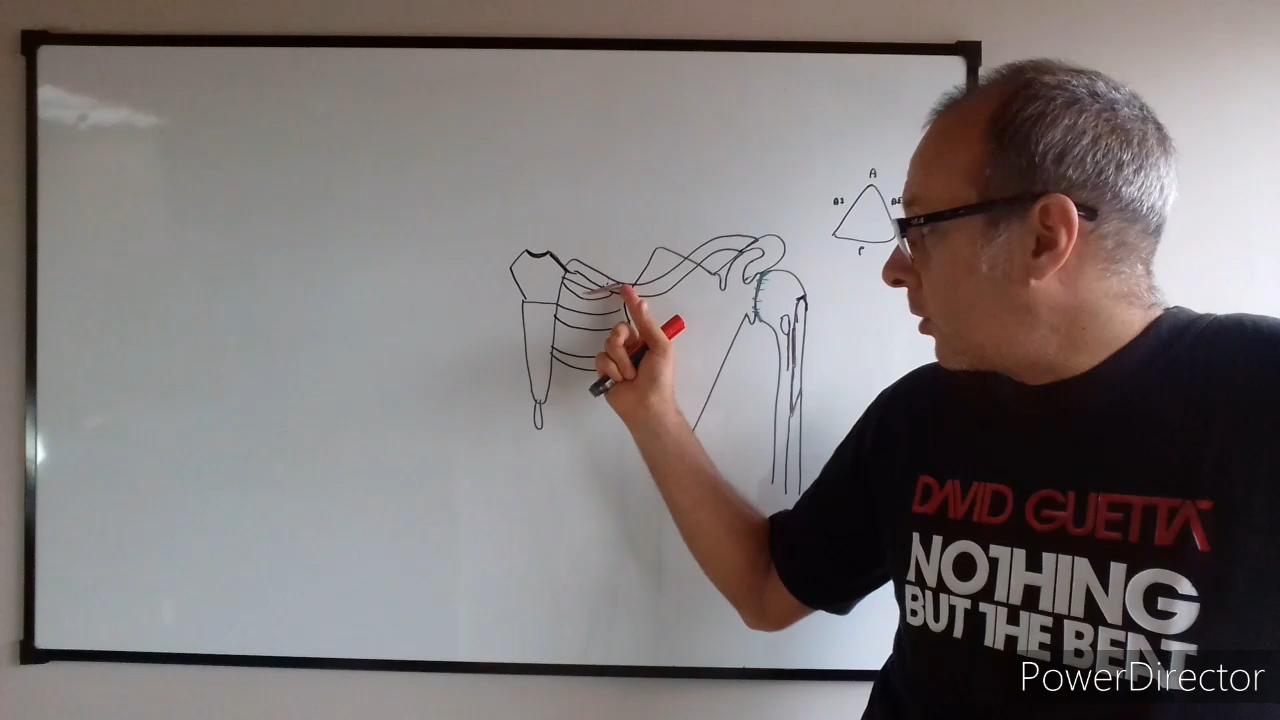 A
DAVID GUETTA
NOTHING
BUT THE BEAT
PowerDirector